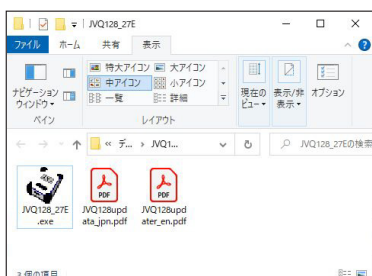 JVQ128_27E
ファイル ホーム 共有 表示
特大アイコン 大アイコン
中アイコン 小アイコン
一覧 詳細
ナビゲーション
ウィンドウ
現在の
ビュー
表示/非
表示
オプション
ペイン レイアウト
« デ... › JVQ1... JVQ128_27Eの検索
JVQ128_27E
.exe
JVQ128upd
ata_jpn.pdf
JVQ128upd
ater_en.pdf
3 個の項目